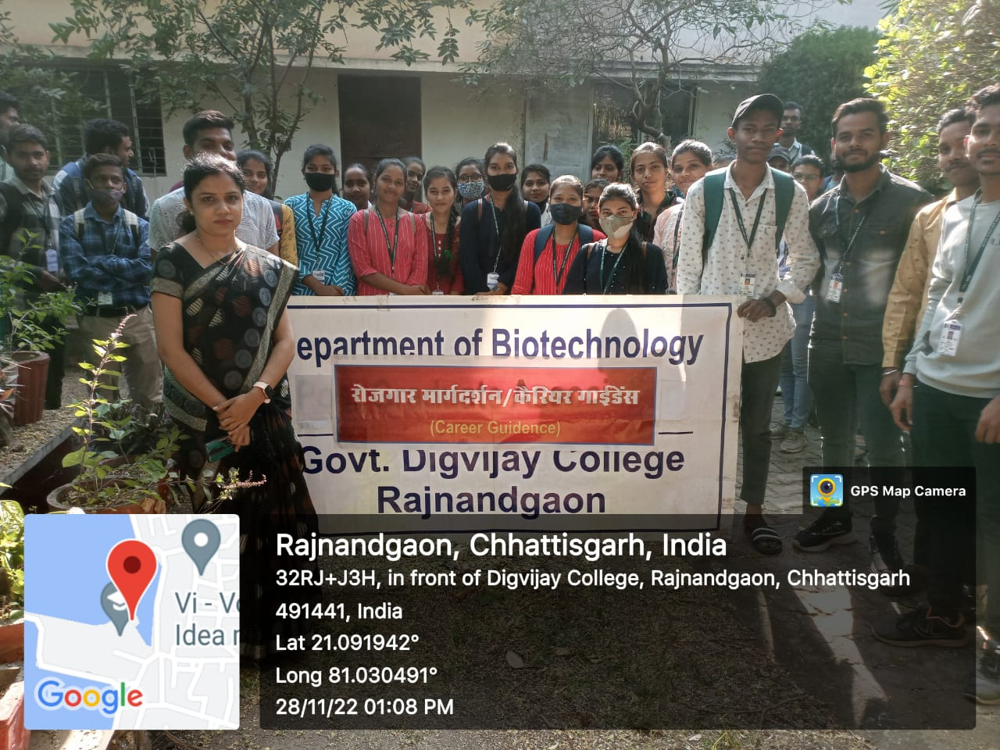 epartment of Biotechnology
रोजगार मार्गदर्शन/कैरियर गाईडेंस
(Career Guidence)
Govt. Digvijay College
Rajnandgaon
GPS Map Camera
Rajnandgaon, Chhattisgarh, India
32RJ+J3H, in front of Digvijay College, Rajnandgaon, Chhattisgarh
491441, India
Lat 21.091942°
Long 81.030491°
28/11/22 01:08 PM
Vi - Vo
Idea
Google